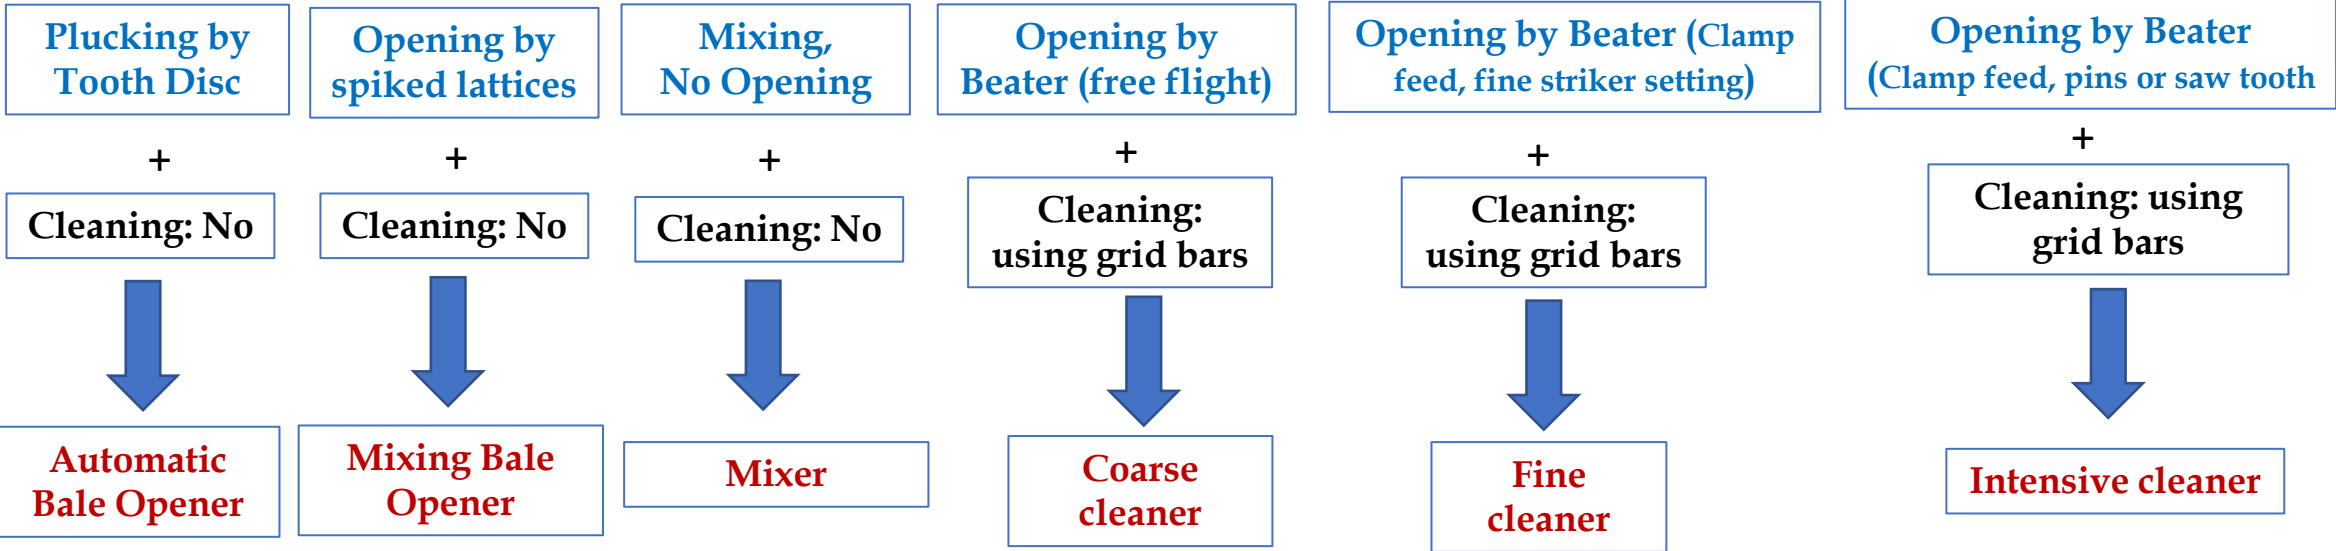 Plucking by
Tooth Disc
+
Cleaning: No
Automatic
Bale Opener
Opening by
spiked lattices
+
Cleaning: No
Mixing Bale
Opener
Mixing,
No Opening
+
Cleaning: No
Mixer
Opening by
Beater (free flight)
+
Cleaning:
using grid bars
Coarse
cleaner
Opening by Beater (Clamp
feed, fine striker setting)
+
Cleaning:
using grid bars
Fine
cleaner
Opening by Beater
(Clamp feed, pins or saw tooth
+
Cleaning: using
grid bars
Intensive cleaner